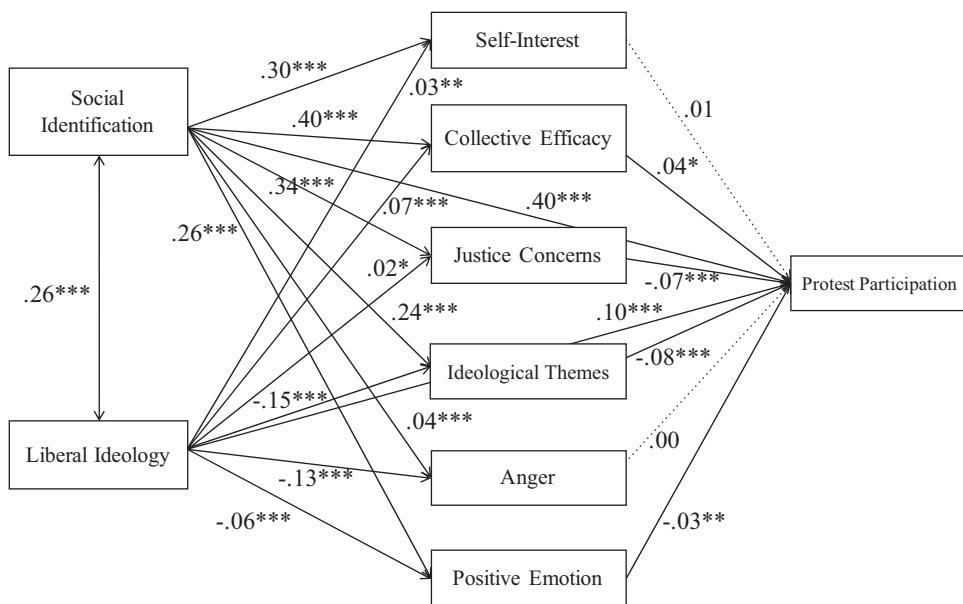 Self-Interest
.30***
.03**
Social
Identification
.01
.40***
Collective Efficacy
.04*
.34***
.07***
.40***
.26***
Justice Concerns
.02*
-.07***
Protest Participation
.26***
.24***
.10***
Ideological Themes
-.08***
-.15***
.04***
.00
Liberal Ideology
-.13***
Anger
-.06***
-.03**
Positive Emotion